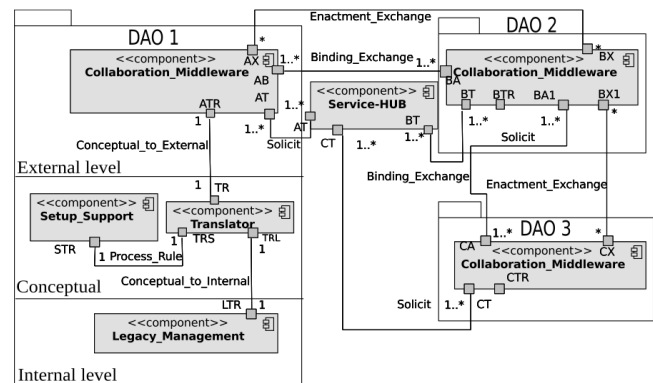 Enactment_Exchange
DAO 1
DAO 2
<<component>>
Collaboration_Middleware
*
AX
1..*
AB
AT
ATR
1
1..*
1..*
Binding_Exchange
1..*
<<component>>
Collaboration_Middleware
*
BX
BA
BT
BTR
BA1
BX1
1..*
1..*
*
<<component>>
Service-HUB
AT
BT
CT
1..*
1..*
Solicit
Solicit
Conceptual_to_External
External level
Binding_Exchange
Enactment_Exchange
1
TR
<<component>>
Setup_Support
STR
1
Process_Rule
<<component>>
Translator
1
TRS
TRL
1
Conceptual_to_Internal
Conceptual
DAO 3
1..*
*
CA
CX
<<component>>
Collaboration_Middleware
CTR
Solicit
1..*
CT
LTR
1
<<component>>
Legacy_Management
Internal level